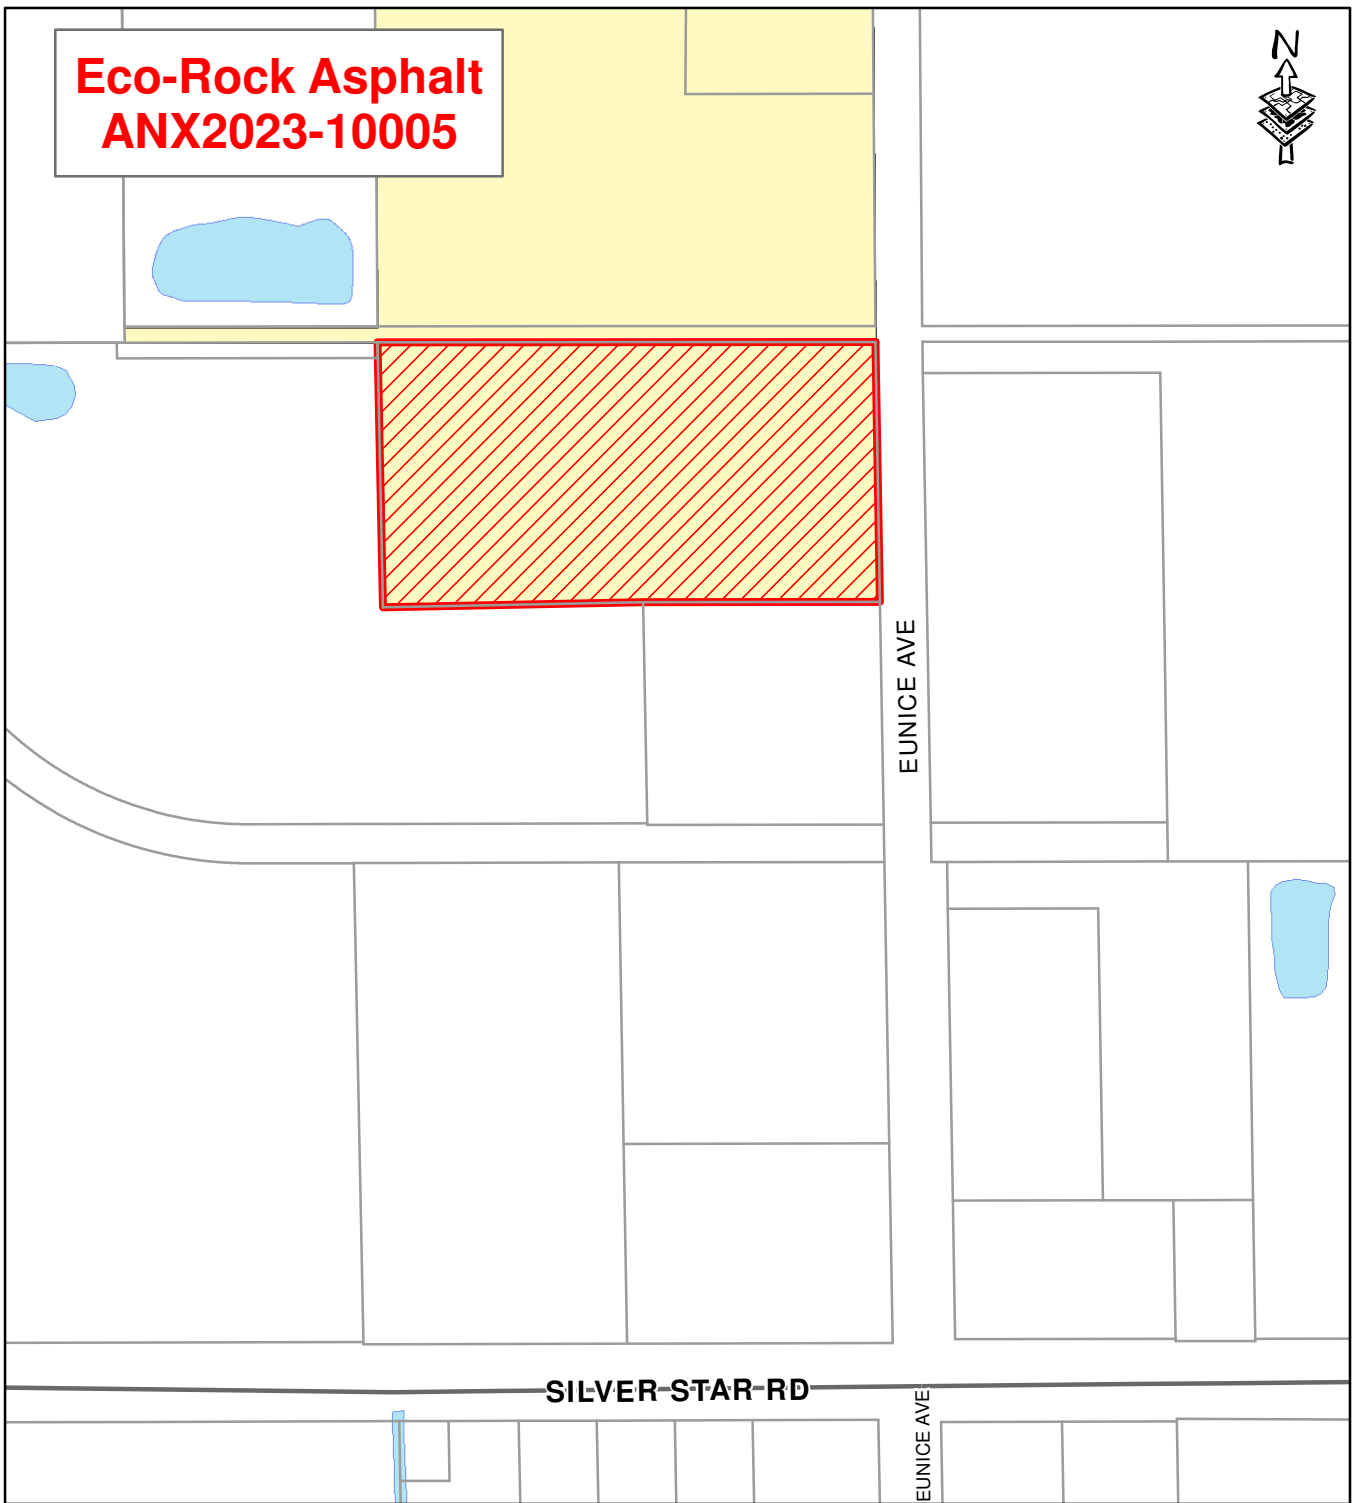 Eco-Rock Asphalt
ANX2023-10005
N
EUNICE AVE
SILVER STAR RD
EUNICE AVE